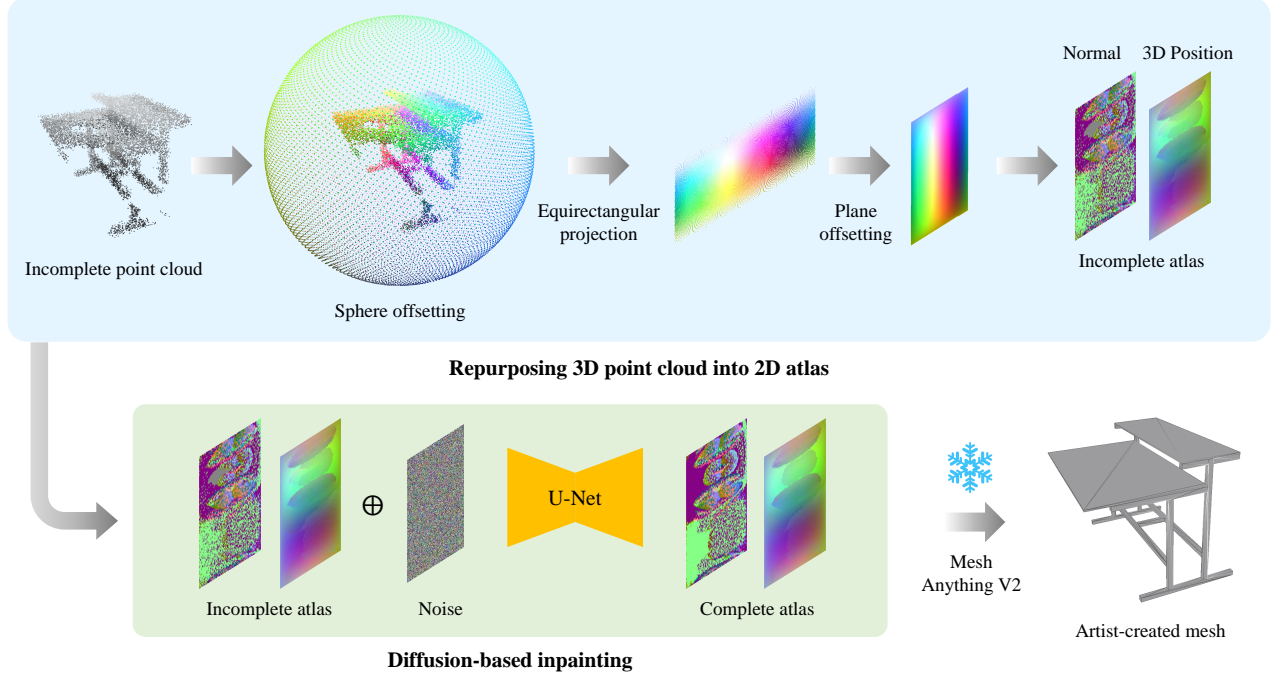 Normal
3D Position
Incomplete point cloud
Sphere offsetting
Equirectangular
projection
Plane
offsetting
Incomplete atlas
Repurposing 3D point cloud into 2D atlas
Incomplete atlas
Noise
U-Net
Complete atlas
Mesh
Anything V2
Artist-created mesh
Diffusion-based inpainting